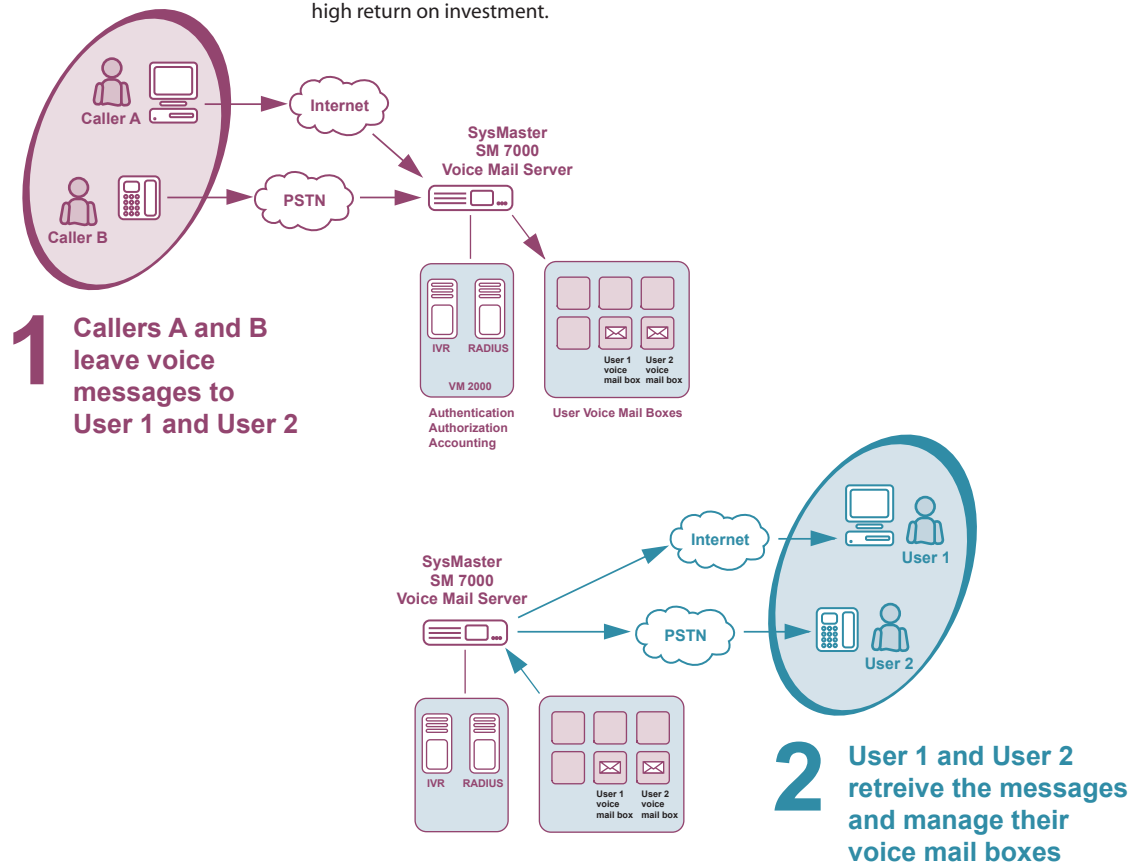 high return on investment.
Caller A
Internet
SysMaster
SM 7000
Voice Mail Server
Caller B
PSTN
1
Callers A and B
leave voice
messages to
User 1 and User 2
IVR RADIUS
VM 2000
Authentication
Authorization
Accounting
User 1
voice
mail box
User 2
voice
mail box
User Voice Mail Boxes
SysMaster
SM 7000
Voice Mail Server
Internet
User 1
PSTN
User 2
IVR RADIUS
User 1
voice
mail box
User 2
voice
mail box
2
User 1 and User 2
retreive the messages
and manage their
voice mail boxes